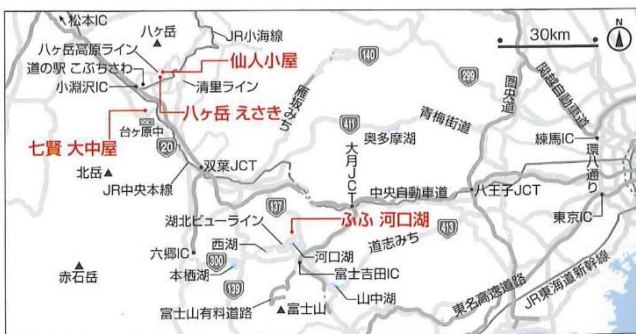 松本IC
八ヶ岳
JR小海線
30km
N
八ヶ岳高原ライン
仙人小屋
140
299
圏央道
関越自動車道
道の駅 こぶちさわ
小淵沢IC
清里ライン
雁坂みち
八ヶ岳 えさき
411
青梅街道
奥多摩湖
練馬IC
台ヶ原中
七賢 大中屋
20
双葉JCT
大月JCT
環八通り
北岳
JR中央本線
中央自動車道
八王子JCT
137
ふふ 河口湖
湖北ビューライン
413
東京IC
道志みち
六郷IC
西湖
河口湖
300
本栖湖
富士吉田IC
赤石岳
139
山中湖
東名高速道路
JR東海道新幹線
富士山有料道路
富士山